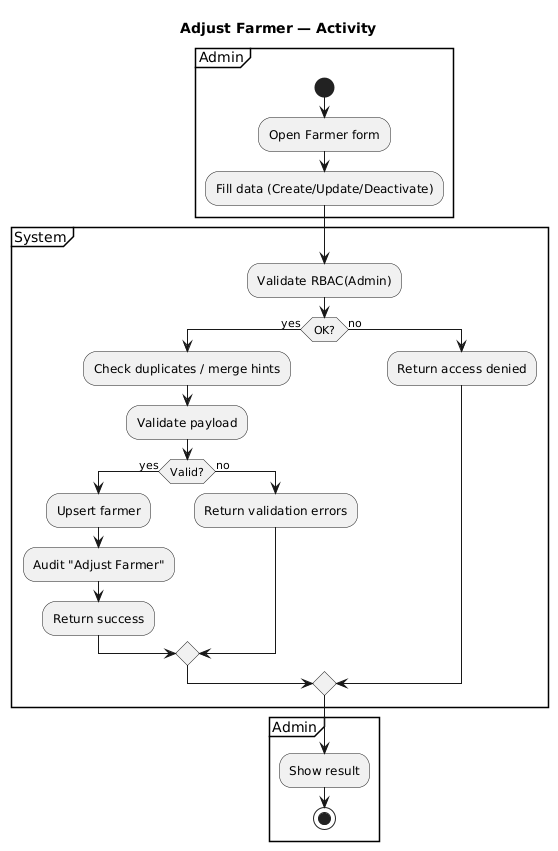 Adjust Farmer — Activity
Admin
Open Farmer form
Fill data (Create/Update/Deactivate)
System
Validate RBAC(Admin)
yes
OK?
no
Check duplicates / merge hints
Return access denied
Validate payload
yes
Valid?
no
Upsert farmer
Return validation errors
Audit "Adjust Farmer"
Return success
Admin
Show result